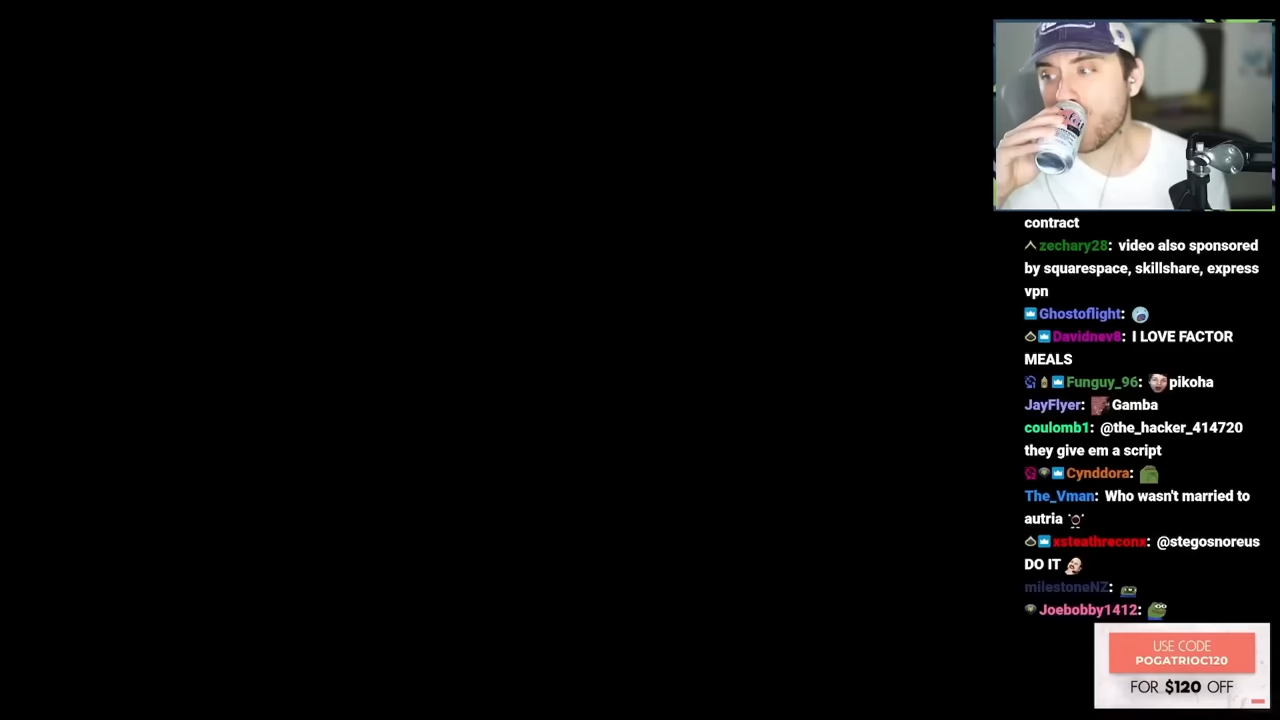 contract
zechary28: video also sponsored
by squarespace, skillshare, express
vpn
Ghostoflight:
Davidnev8: I LOVE FACTOR
MEALS
Funguy_96: pikoha
JayFlyer: Gamba
coulomb1: @the_hacker_414720
they give em a script
Cynddora:
The_Vman: Who wasn't married to
autria
xsteathreconx: @stegosnoreus
DO IT
milestoneNZ:
Joebobby1412:
USE CODE
POGATRIOC120
FOR $120 OFF